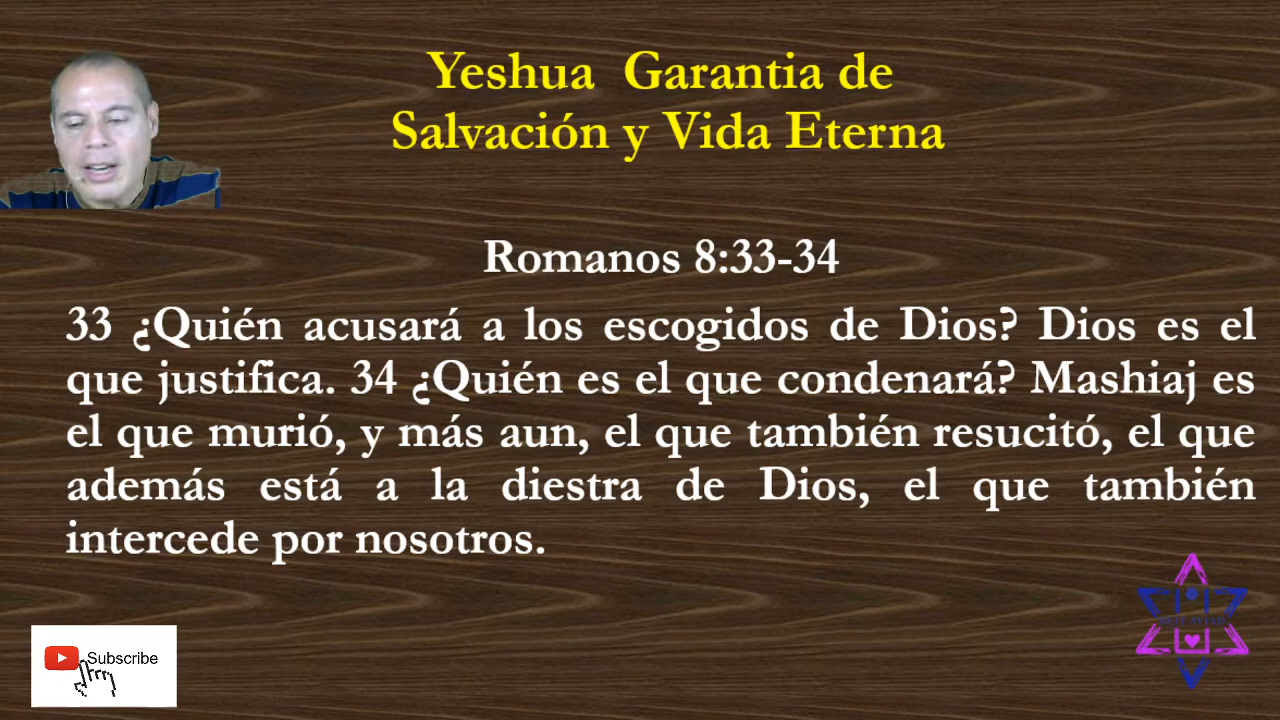 Yeshua Garantia de
Salvación y Vida Eterna
Romanos 8:33-34
33 ¿Quién acusará a los escogidos de Dios? Dios es el
que justifica. 34 ¿Quién es el que condenará? Mashiaj es
el que murió, y más aun, el que también resucitó, el que
además está a la diestra de Dios, el que también
intercede por nosotros.
Subscribe